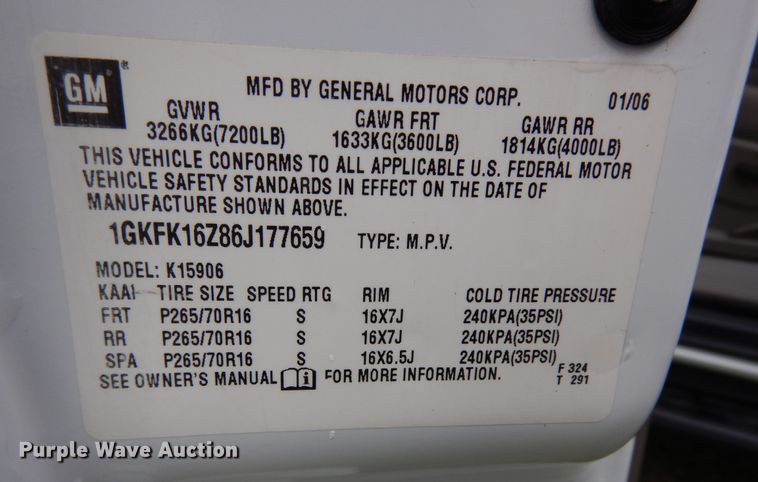 GM ®
MFD BY GENERAL MOTORS CORP. 01/06
GVWR GAWR FRT GAWR RR
3266KG(7200LB) 1633KG(3600LB) 1814KG(4000LB)
THIS VEHICLE CONFORMS TO ALL APPLICABLE U.S. FEDERAL MOTOR
VEHICLE SAFETY STANDARDS IN EFFECT ON THE DATE OF
MANUFACTURE SHOWN ABOVE.
1GKFK16Z86J177659 TYPE: M.P.V.
MODEL: K15906
KAAI TIRE SIZE SPEED RTG RIM COLD TIRE PRESSURE
FRT P265/70R16 S 16X7J 240KPA(35PSI)
RR P265/70R16 S 16X7J 240KPA(35PSI)
SPA P265/70R16 S 16X6.5J 240KPA(35PSI)
SEE OWNER'S MANUAL i FOR MORE INFORMATION.
F 324
T 291
Purple Wave Auction